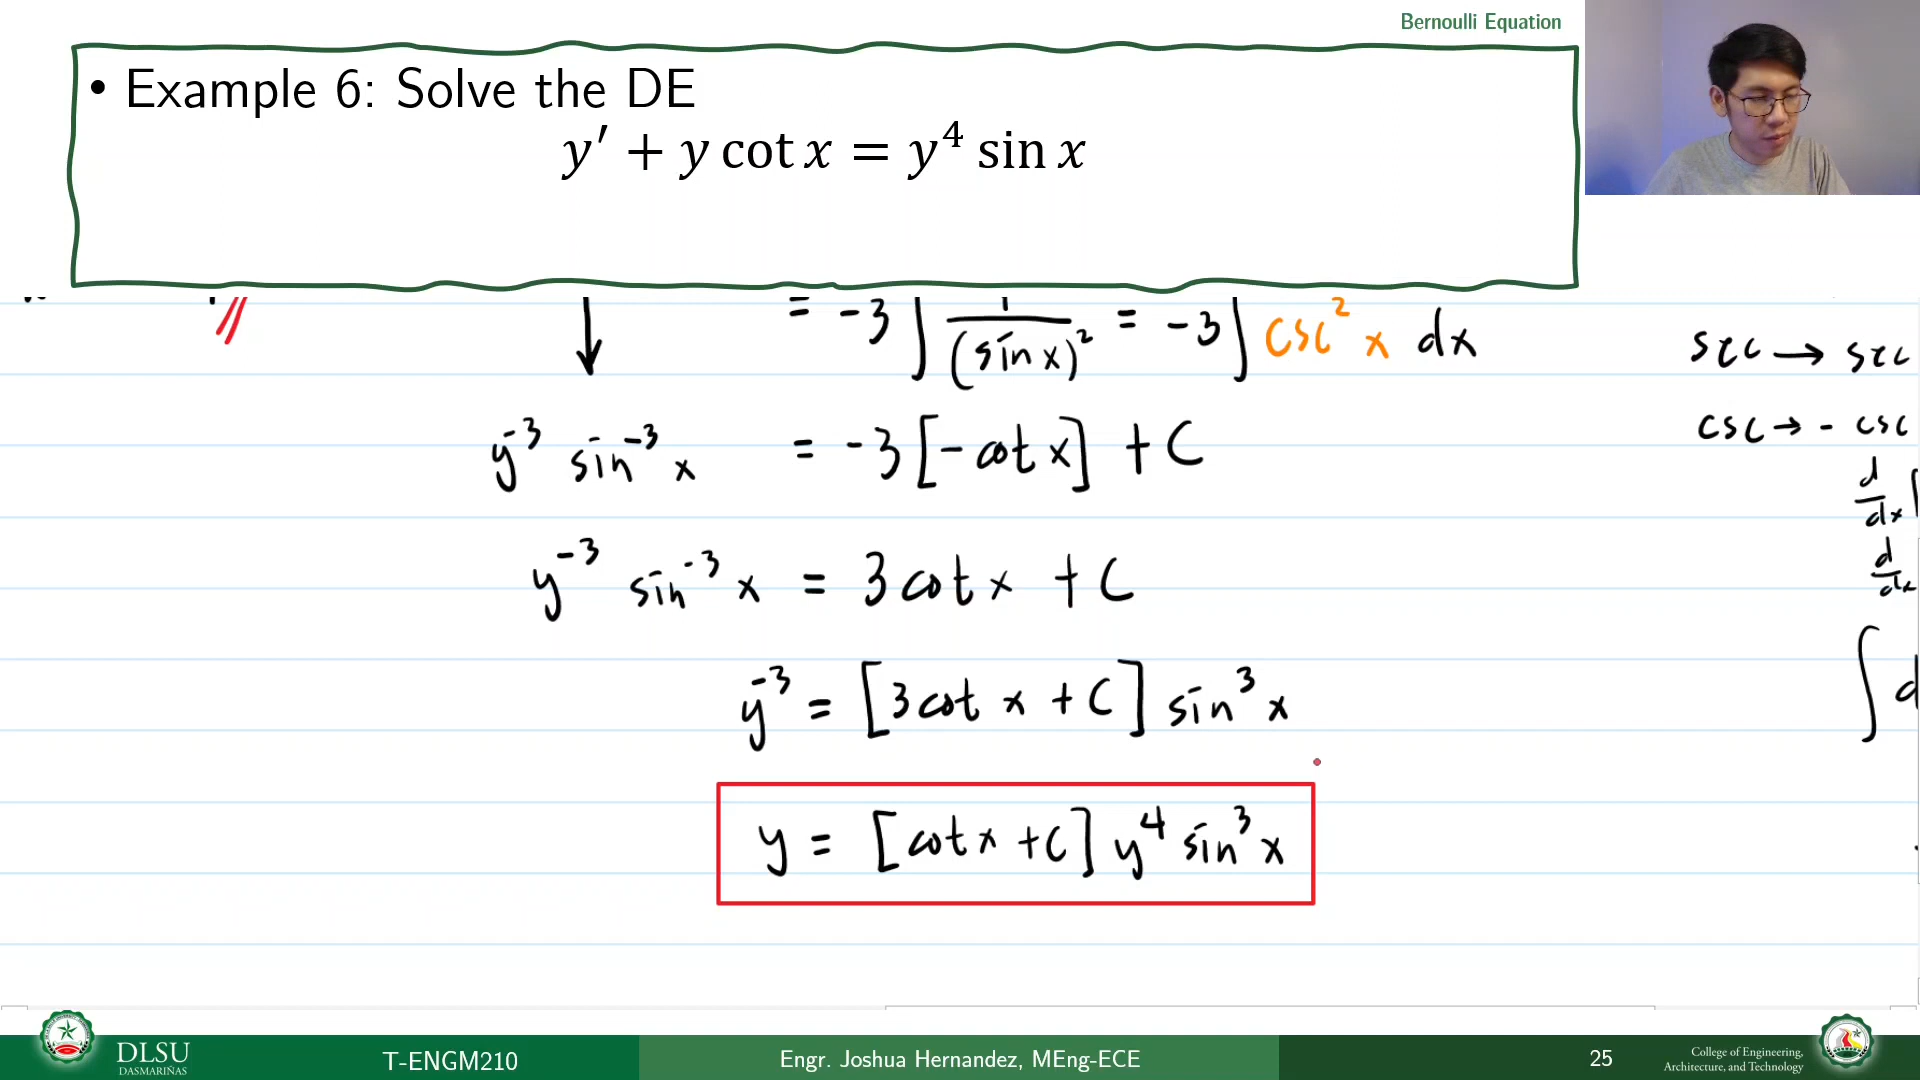 Bernoulli Equation
• Example 6: Solve the DE
y′ + y cot x = y⁴ sin x
= -3 ∫ 1/(sin x)² = -3 ∫ csc² x dx
y⁻³ sin⁻³ x = -3 [- cot x] + C
y⁻³ sin⁻³ x = 3 cot x + C
y⁻³ = [3 cot x + C] sin³ x
y = [cot x + C] y⁴ sin³ x
sec → sec
csc → - csc
d/dx
d/dx
∫ d
DLSU
DASMARIÑAS
T-ENGM210
Engr. Joshua Hernandez, MEng-ECE
25
College of Engineering,
Architecture, and Technology